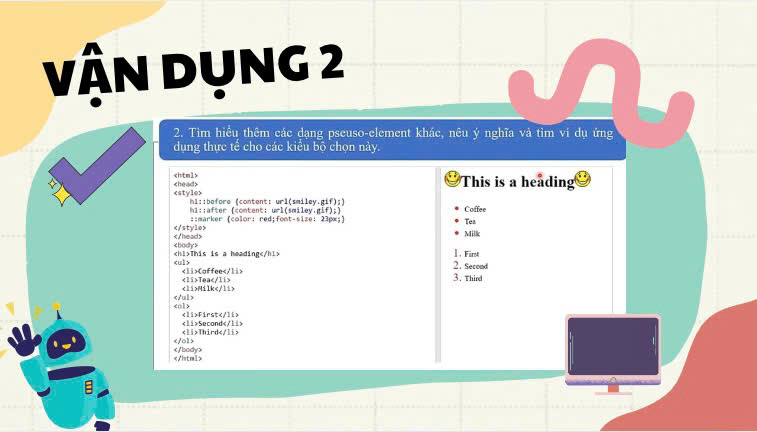 VẬN DỤNG 2
2. Tìm hiểu thêm các dạng pseuso-element khác, nêu ý nghĩa và tìm ví dụ ứng
dụng thực tế cho các kiểu bộ chọn này.
<html>
<head>
<style>
h1::before {content: url(smiley.gif);}
h1::after {content: url(smiley.gif);}
::marker {color: red;font-size: 23px;}
</style>
</head>
<body>
<h1>This is a heading</h1>
<ul>
<li>Coffee</li>
<li>Tea</li>
<li>Milk</li>
</ul>
<ol>
<li>First</li>
<li>Second</li>
<li>Third</li>
</ol>
</body>
</html>
This is a heading
• Coffee
• Tea
• Milk
1. First
2. Second
3. Third